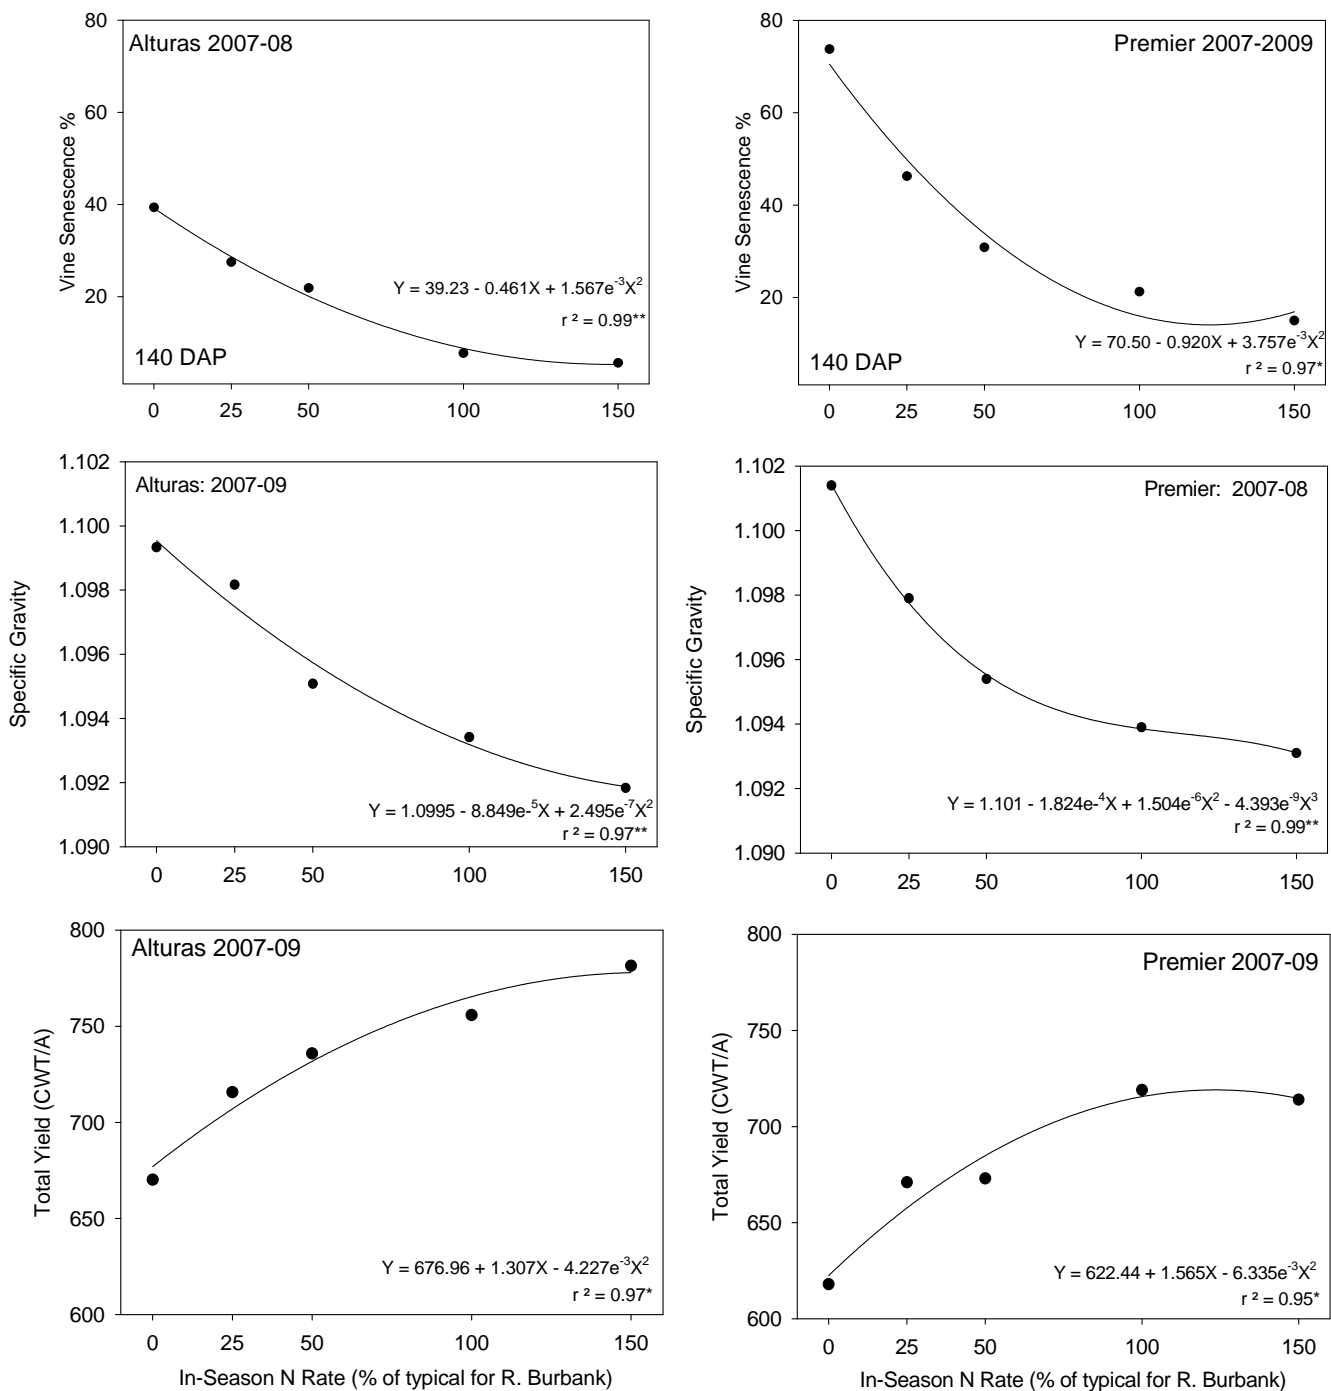 Alturas 2007-08
Vine Senescence %
80
60
40
20
Y = 39.23 - 0.461X + 1.567e⁻³X²
r ² = 0.99**
140 DAP
0 25 50 100 150
Premier 2007-2009
Vine Senescence %
80
60
40
20
Y = 70.50 - 0.920X + 3.757e⁻³X²
r ² = 0.97*
140 DAP
0 25 50 100 150
Alturas: 2007-09
Specific Gravity
1.102
1.100
1.098
1.096
1.094
1.092
1.090
Y = 1.0995 - 8.849e-⁵X + 2.495e⁻⁷X²
r ² = 0.97**
0 25 50 100 150
Premier: 2007-08
Specific Gravity
1.102
1.100
1.098
1.096
1.094
1.092
1.090
Y = 1.101 - 1.824e-⁴X + 1.504e⁻⁶X² - 4.393e⁻⁹X³
r ² = 0.99**
0 25 50 100 150
Alturas 2007-09
Total Yield (CWT/A)
800
750
700
650
600
Y = 676.96 + 1.307X - 4.227e⁻³X²
r ² = 0.97*
0 25 50 100 150
In-Season N Rate (% of typical for R. Burbank)
Premier 2007-09
Total Yield (CWT/A)
800
750
700
650
600
Y = 622.44 + 1.565X - 6.335e⁻³X²
r ² = 0.95*
0 25 50 100 150
In-Season N Rate (% of typical for R. Burbank)